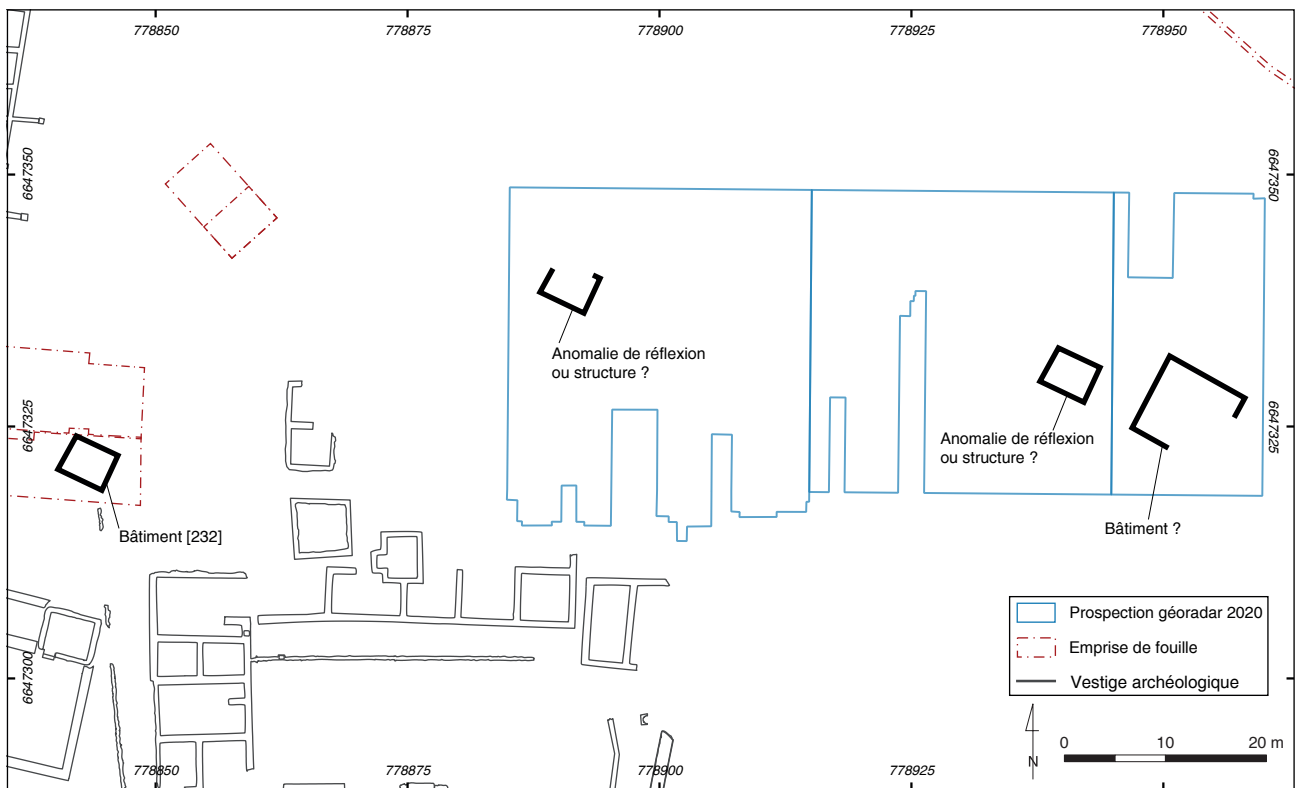 778850
778875
778900
778925
778950
6647350
6647350
Anomalie de réflexion
ou structure ?
6647325
6647325
Anomalie de réflexion
ou structure ?
Bâtiment ?
Bâtiment [232]
Prospection géoradar 2020
Emprise de fouille
Vestige archéologique
6647300
N
0
10
20 m
778850
778875
778900
778925